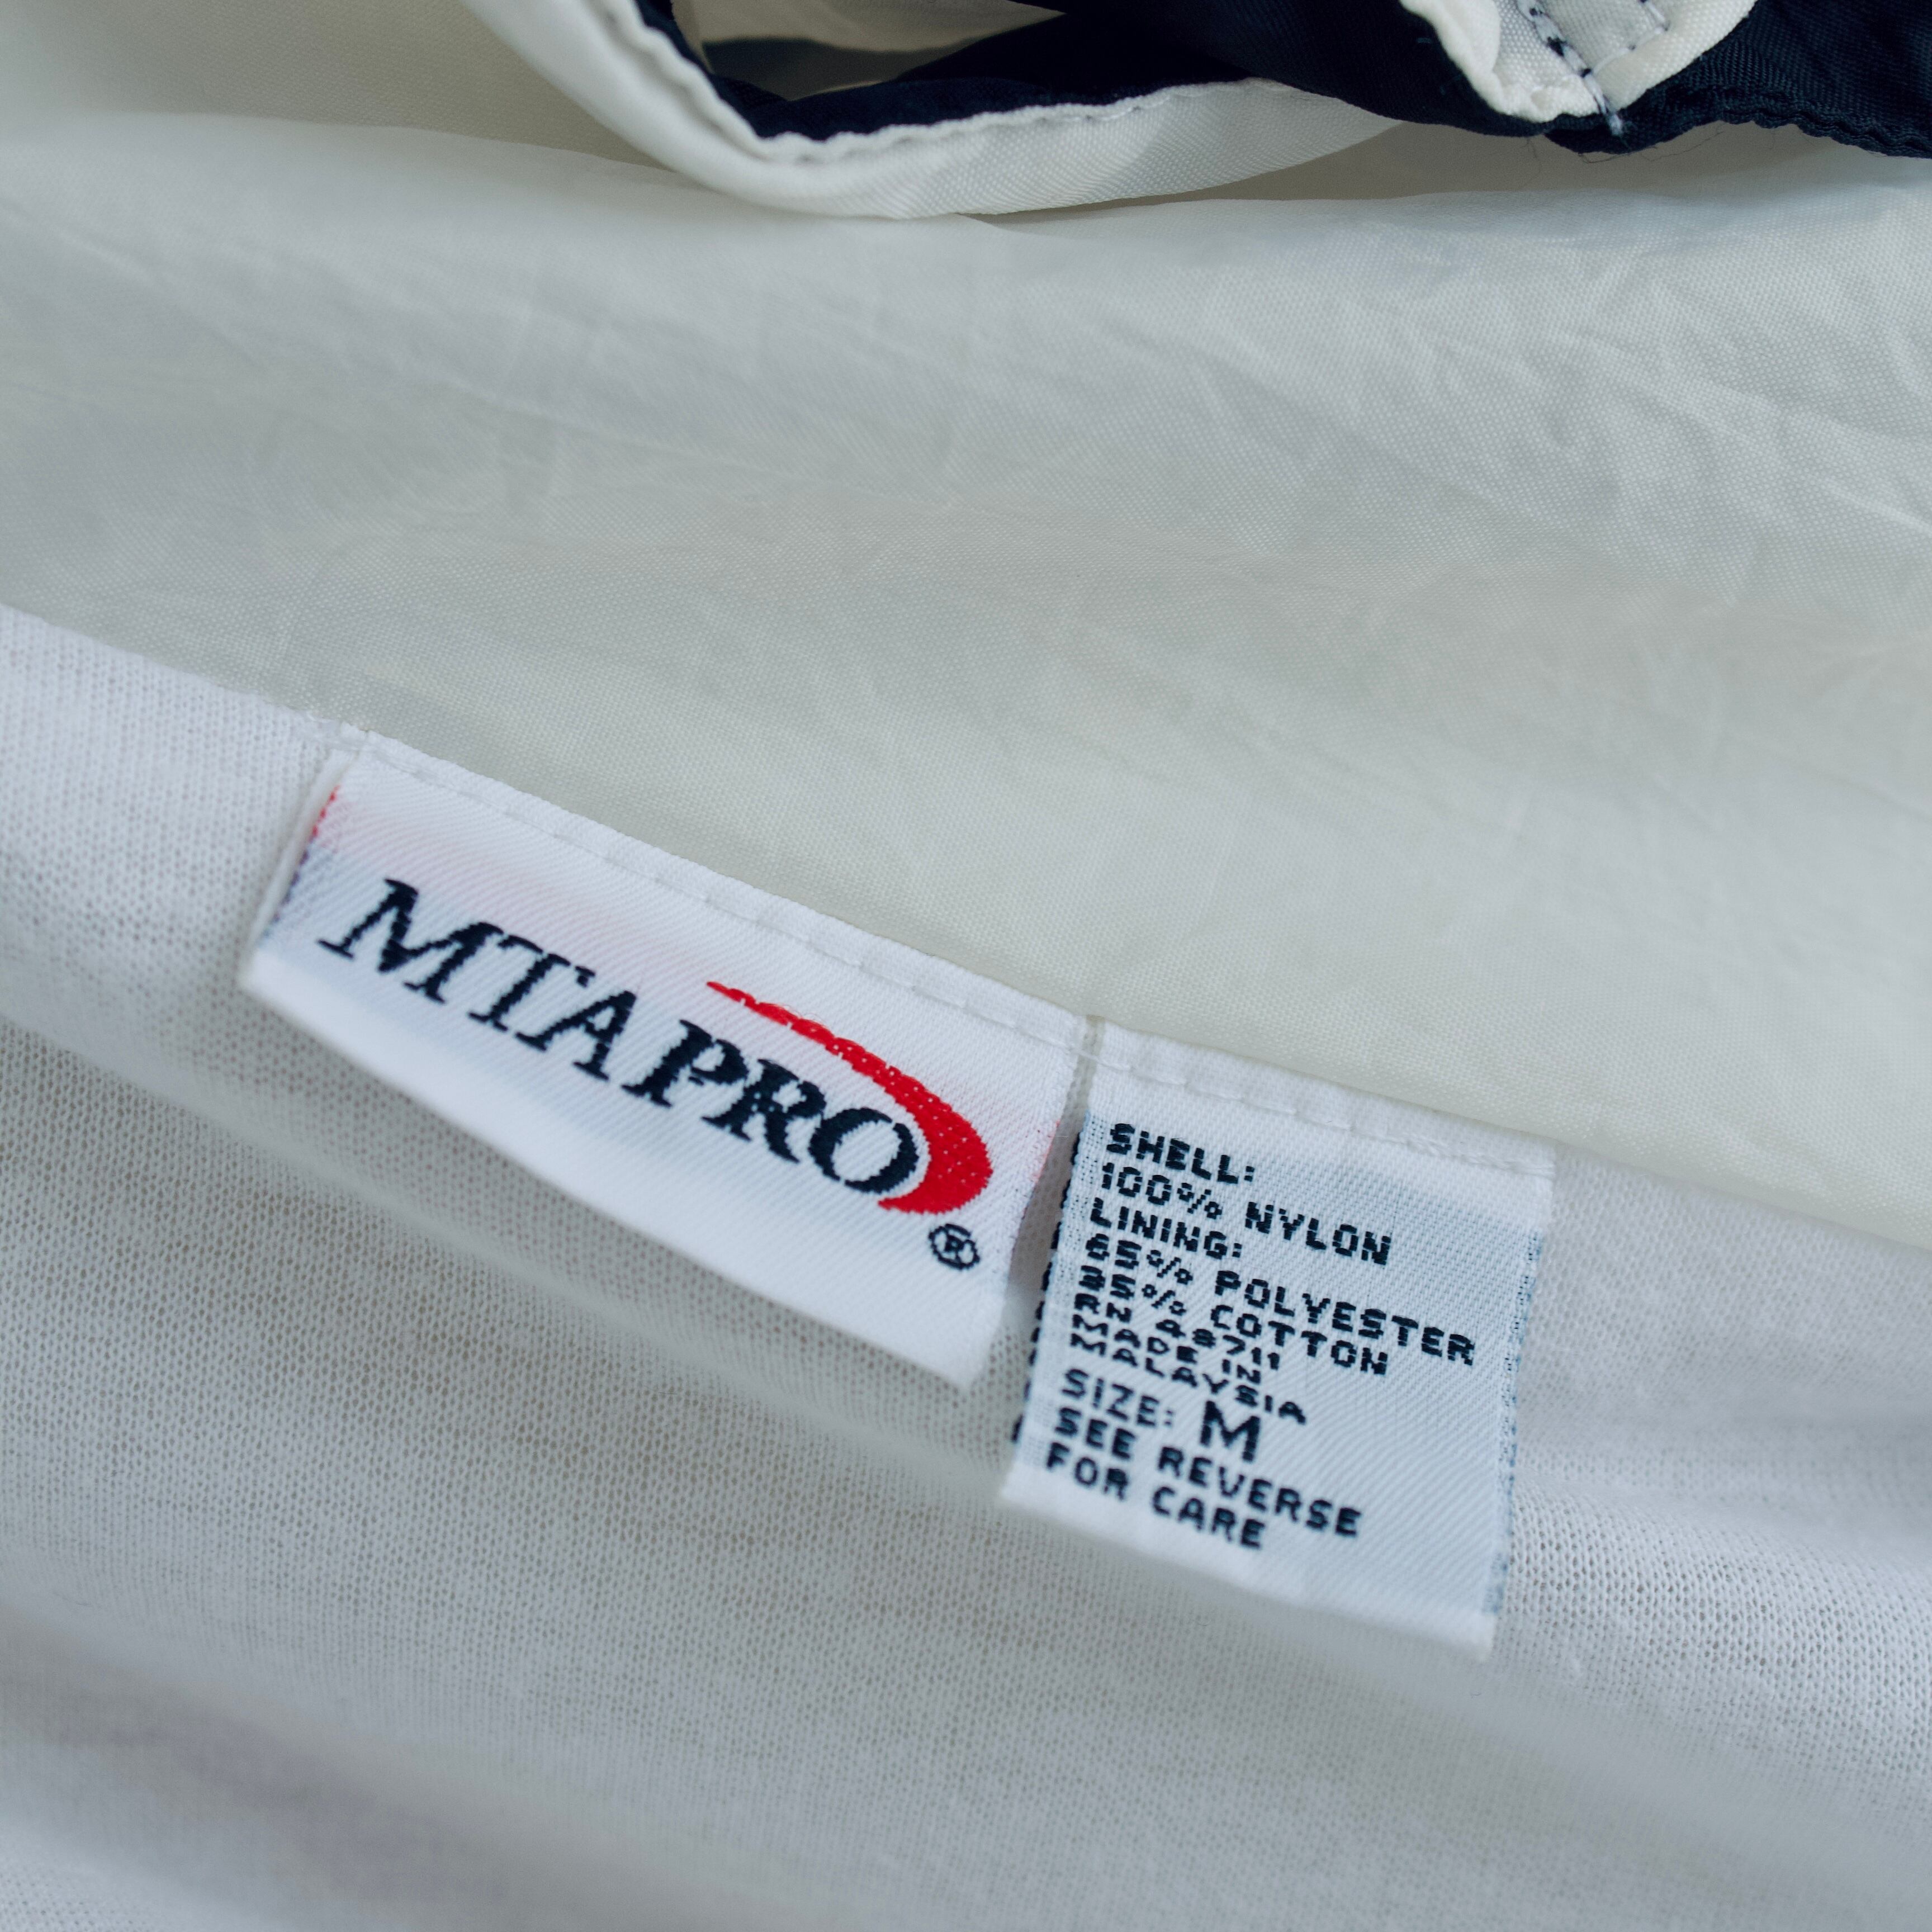 MTA PRO
®
SHELL:
100% NYLON
LINING:
65% POLYESTER
35% COTTON
RN 48711
MADE IN
MALAYSIA
SIZE: M
SEE REVERSE
FOR CARE